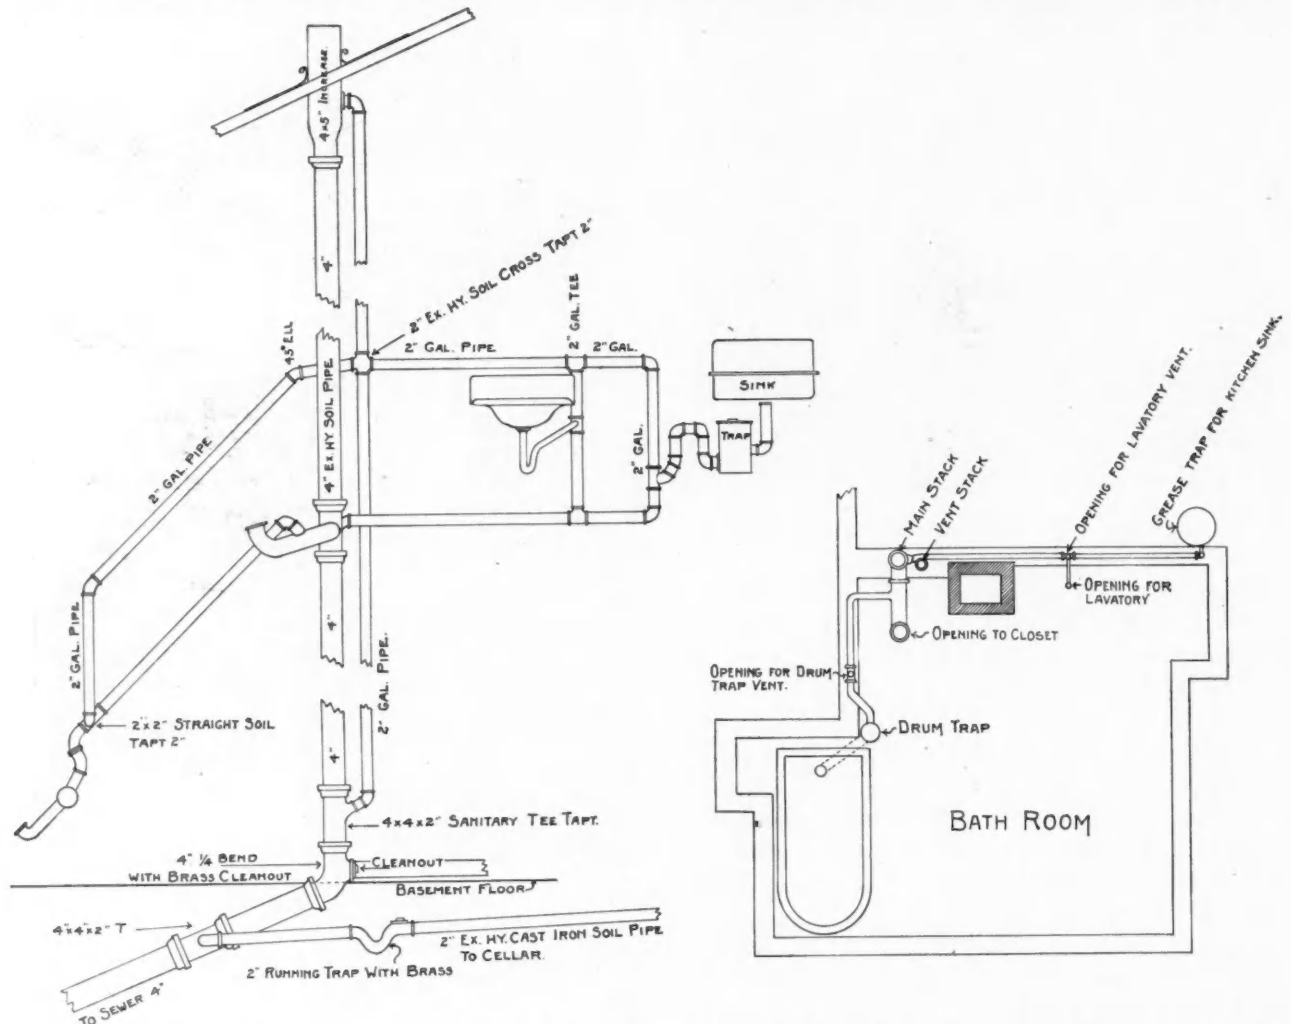 4x5" INCREASE.
4"
2" EX. HY. SOIL CROSS TAPT 2"
45° ELL
2" GAL. PIPE
2" GAL. TEE
2" GAL.
4" EX. HY. SOIL PIPE
2" GAL. PIPE
2" GAL.
SINK
TRAP
2" GAL. PIPE
4"
2" GAL. PIPE.
2"x2" STRAIGHT SOIL
TAPT 2"
4"
4x4x2" SANITARY TEE TAPT.
4" 1/4 BEND
WITH BRASS CLEANOUT
CLEANOUT
BASEMENT FLOOR
4"x4"x2" T
2" EX. HY. CAST IRON SOIL PIPE
TO CELLAR.
2" RUNNING TRAP WITH BRASS
TO SEWER 4"
MAIN STACK
VENT STACK
OPENING FOR LAVATORY VENT.
GREASE TRAP FOR KITCHEN SINK.
OPENING FOR
LAVATORY
OPENING TO CLOSET
OPENING FOR DRUM
TRAP VENT.
DRUM TRAP
BATH ROOM